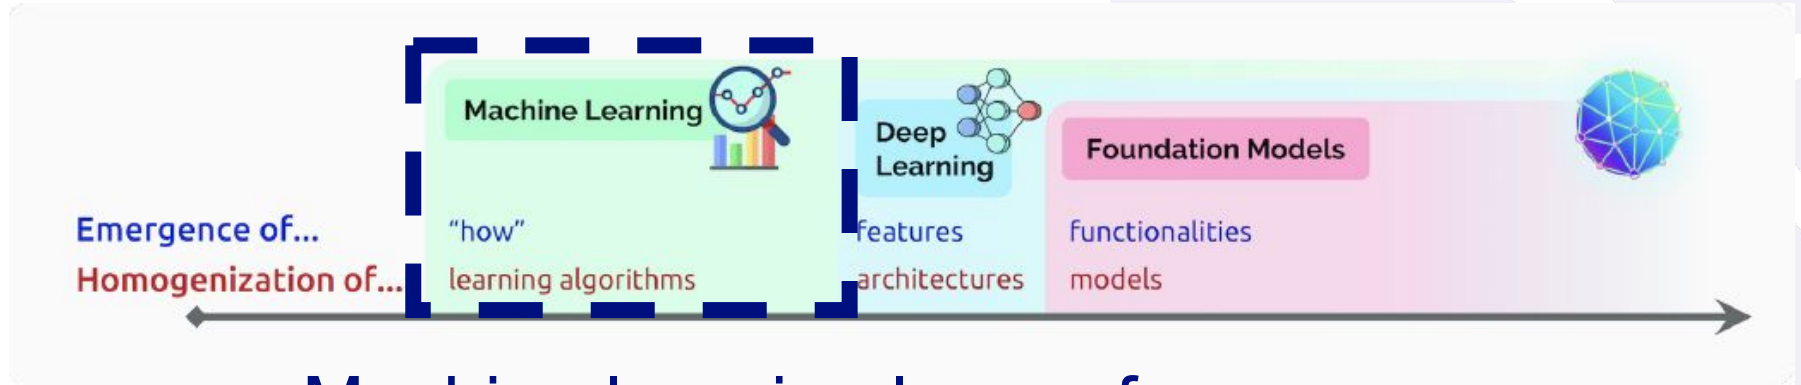 Machine Learning
Deep
Learning
Foundation Models
Emergence of... "how" features functionalities
Homogenization of... learning algorithms architectures models